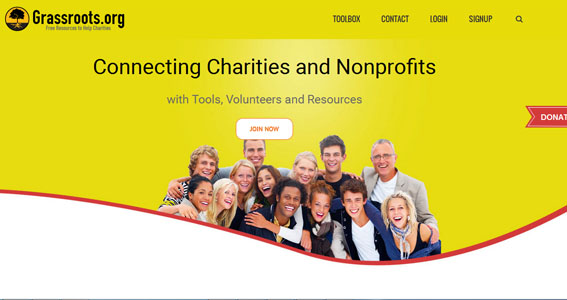 Grassroots.org
Free Resources to Help Charities
TOOLBOX CONTACT LOGIN SIGNUP
Connecting Charities and Nonprofits
with Tools, Volunteers and Resources
DONAT
JOIN NOW